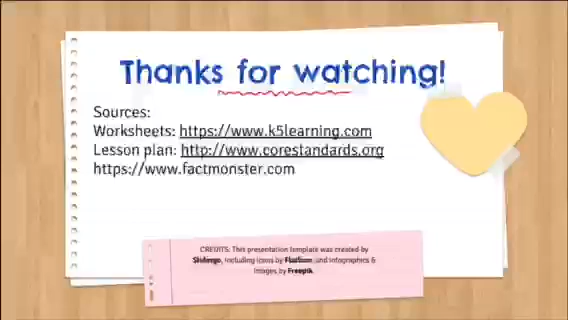 Thanks for watching!
Sources:
Worksheets: https://www.k5learning.com
Lesson plan: http://www.corestandards.org
https://www.factmonster.com
CREDITS: This presentation template was created by
Slidesgo, including icons by Flaticon, and infographics &
images by Freepik